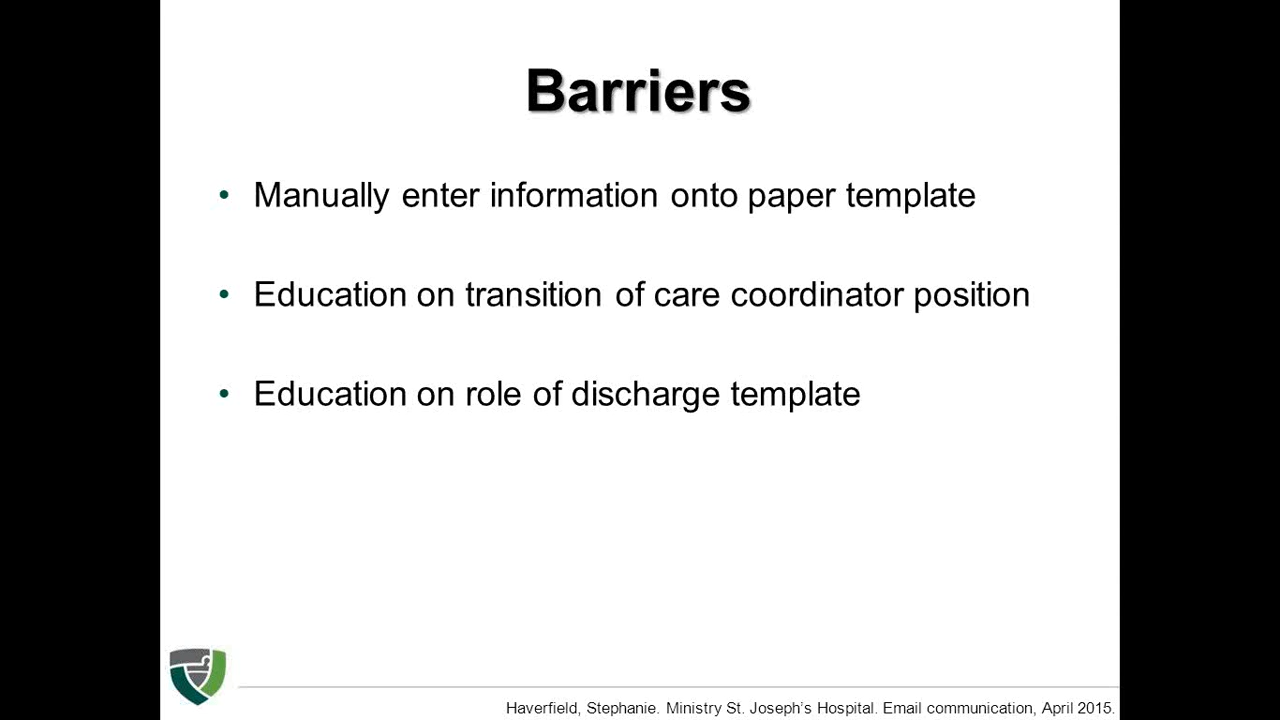 Barriers
• Manually enter information onto paper template
• Education on transition of care coordinator position
• Education on role of discharge template
Haverfield, Stephanie. Ministry St. Joseph’s Hospital. Email communication, April 2015.